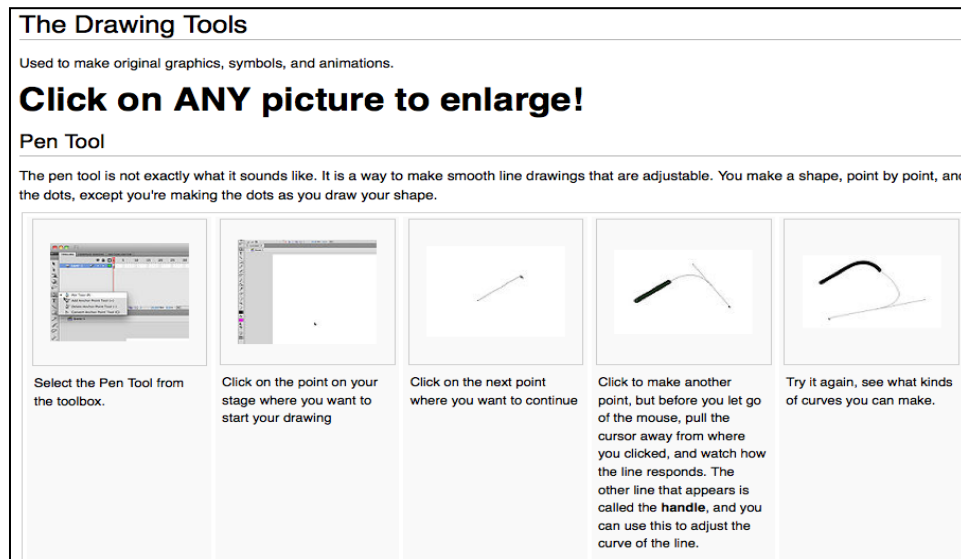 The Drawing Tools
Used to make original graphics, symbols, and animations.
Click on ANY picture to enlarge!
Pen Tool
The pen tool is not exactly what it sounds like. It is a way to make smooth line drawings that are adjustable. You make a shape, point by point, and
the dots, except you're making the dots as you draw your shape.
Select the Pen Tool from
the toolbox.
Click on the point on your
stage where you want to
start your drawing
Click on the next point
where you want to continue
Click to make another
point, but before you let go
of the mouse, pull the
cursor away from where
you clicked, and watch how
the line responds. The
other line that appears is
called the handle, and you
can use this to adjust the
curve of the line.
Try it again, see what kinds
of curves you can make.